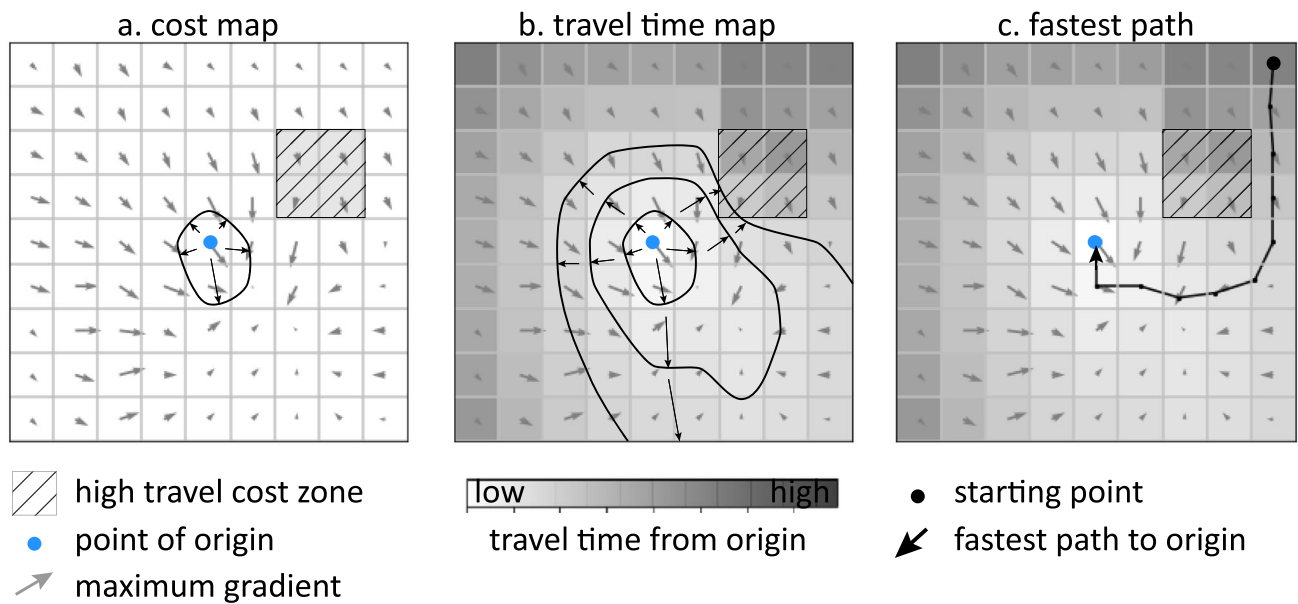 a. cost map
b. travel time map
c. fastest path
high travel cost zone
point of origin
maximum gradient
low high
travel time from origin
starting point
fastest path to origin